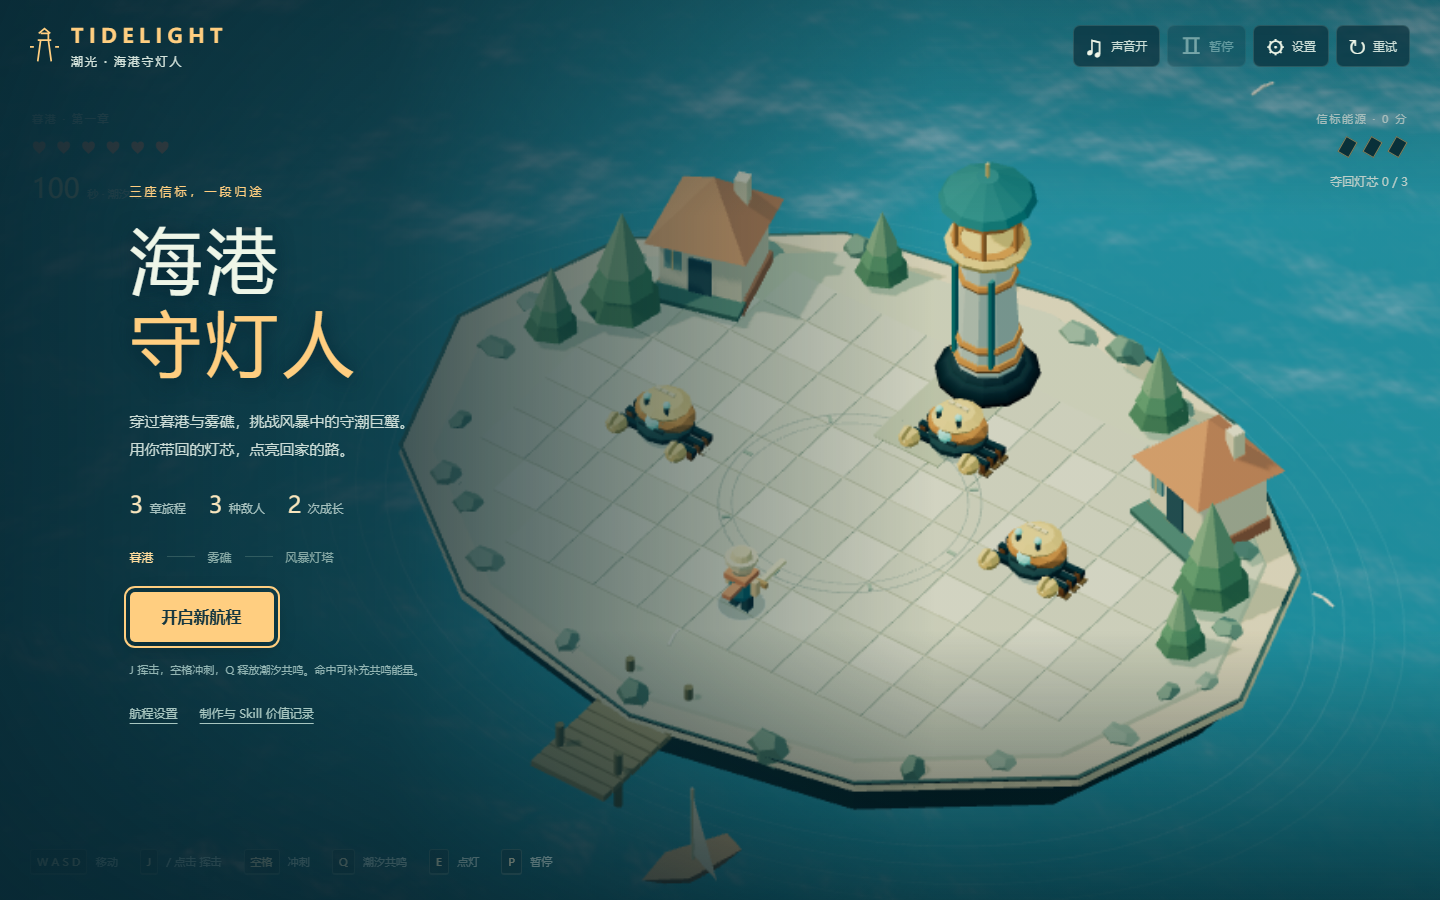 TIDELIGHT
潮光 · 海港守灯人
声音开
暂停
设置
重试
暮港 第一章
信标能源 · 0 分
100 秒
夺回灯芯 0 / 3
三座信标，一段归途
海港
守灯人
穿过暮港与雾礁，挑战风暴中的守潮巨蟹。
用你带回的灯芯，点亮回家的路。
3 章旅程 3 种敌人 2 次成长
暮港 雾礁 风暴灯塔
开启新航程
J 挥击，空格冲刺，Q 释放潮汐共鸣。命中可补充共鸣能量。
航程设置 制作与 Skill 价值记录
WASD 移动 J / 点击 挥击 空格 冲刺 Q 潮汐共鸣 E 点灯 P 暂停